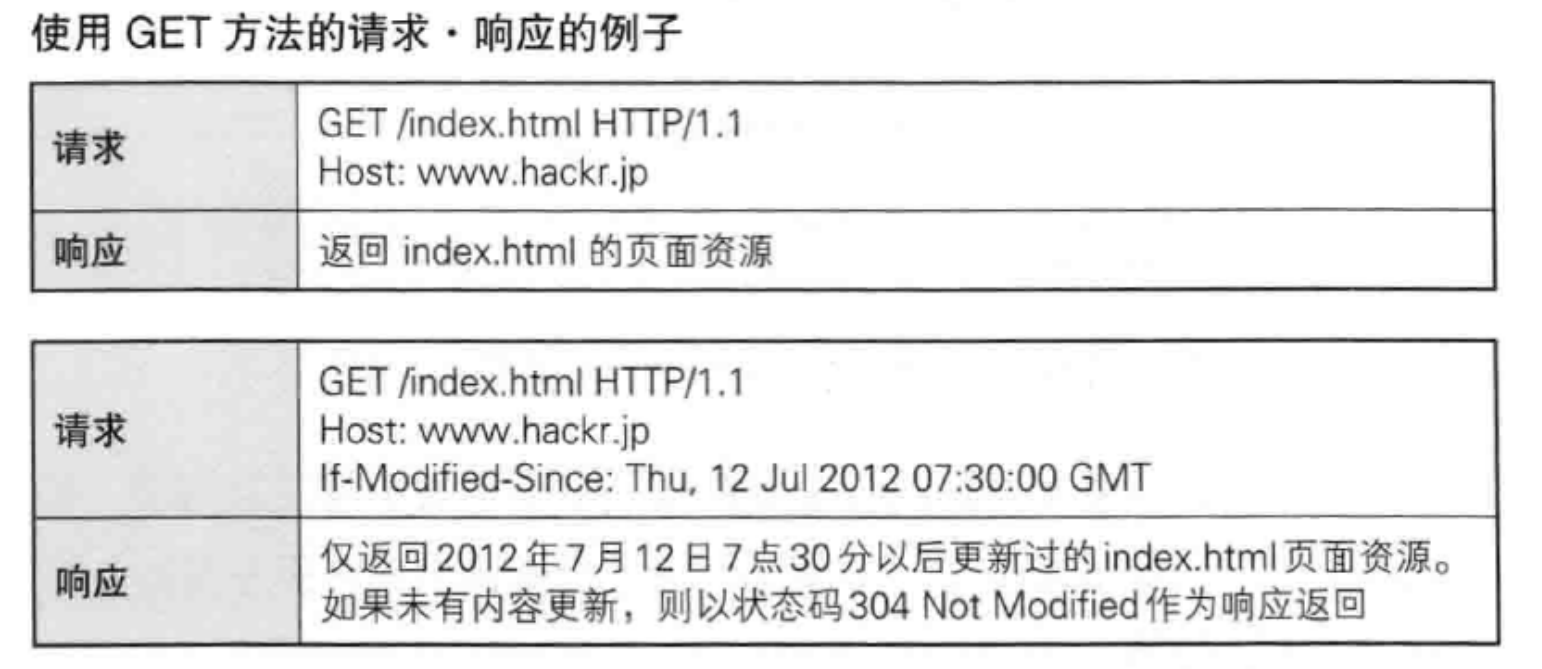 使用 GET 方法的请求·响应的例子
请求
GET /index.html HTTP/1.1
Host: www.hackr.jp
响应
返回 index.html 的页面资源
请求
GET /index.html HTTP/1.1
Host: www.hackr.jp
If-Modified-Since: Thu, 12 Jul 2012 07:30:00 GMT
响应
仅返回2012年7月12日7点30分以后更新过的index.html页面资源。
如果未有内容更新，则以状态码304 Not Modified作为响应返回